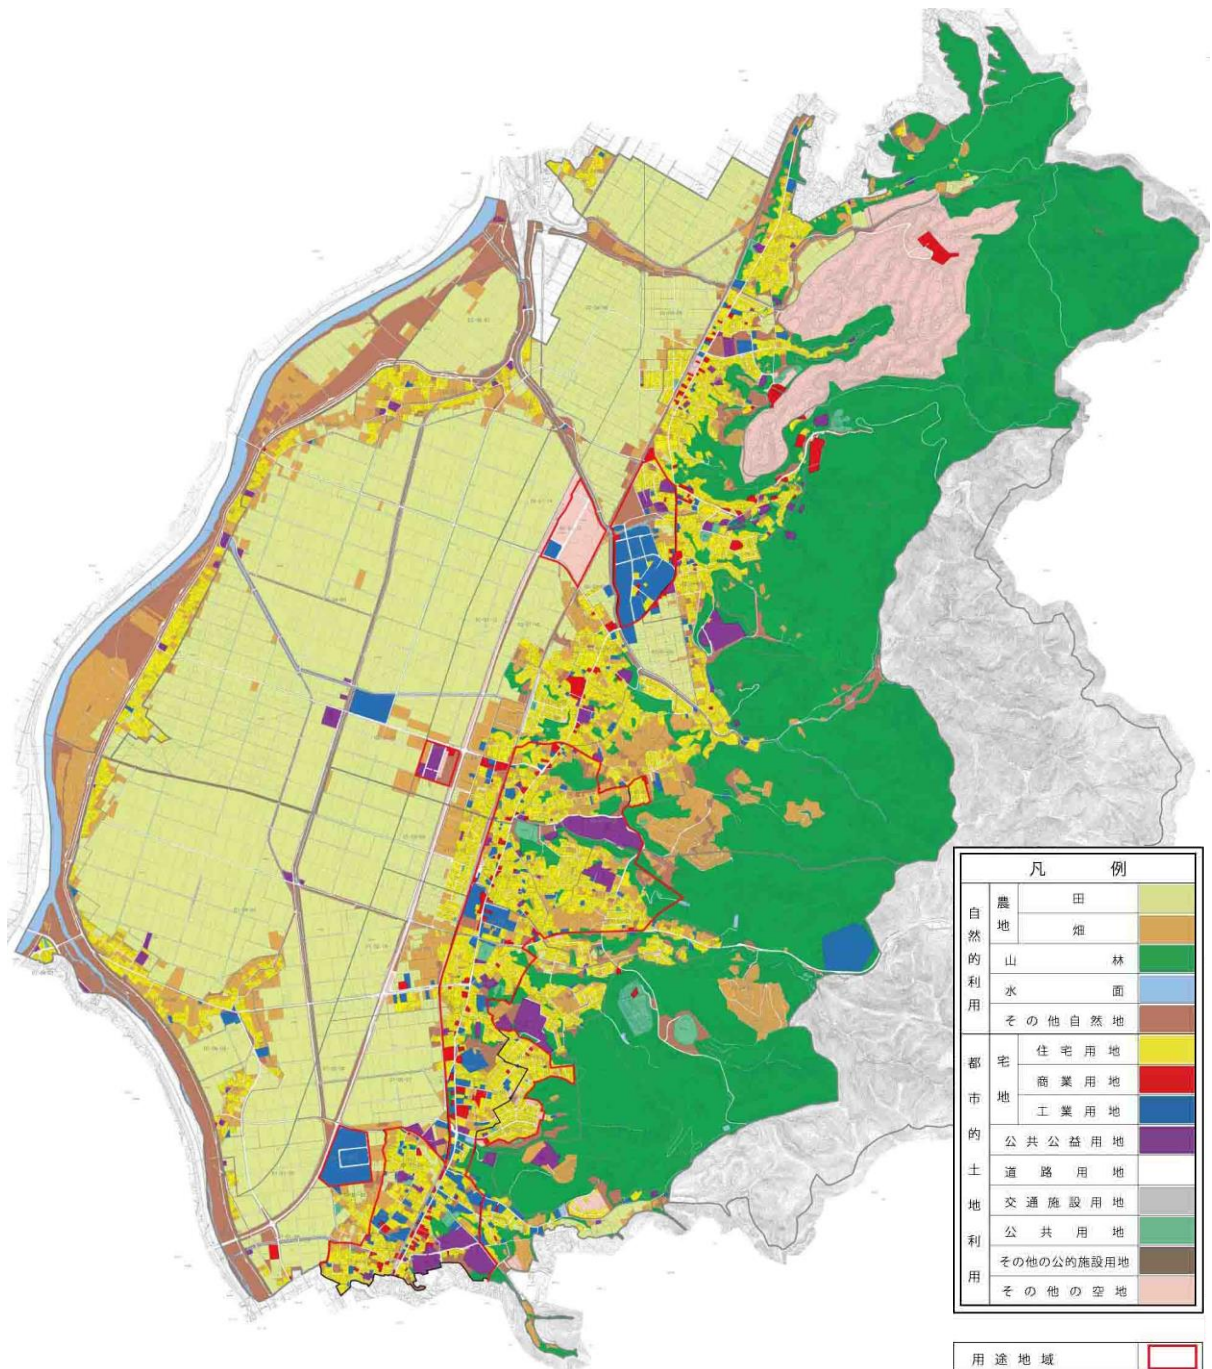 凡例
自然的利用
農地
田
畑
山林
水面
その他自然地
都市的土地利用
宅地
住宅用地
商業用地
工業用地
公共公益用地
道路用地
交通施設用地
公共用地
その他の公的施設用地
その他の空地
用途地域